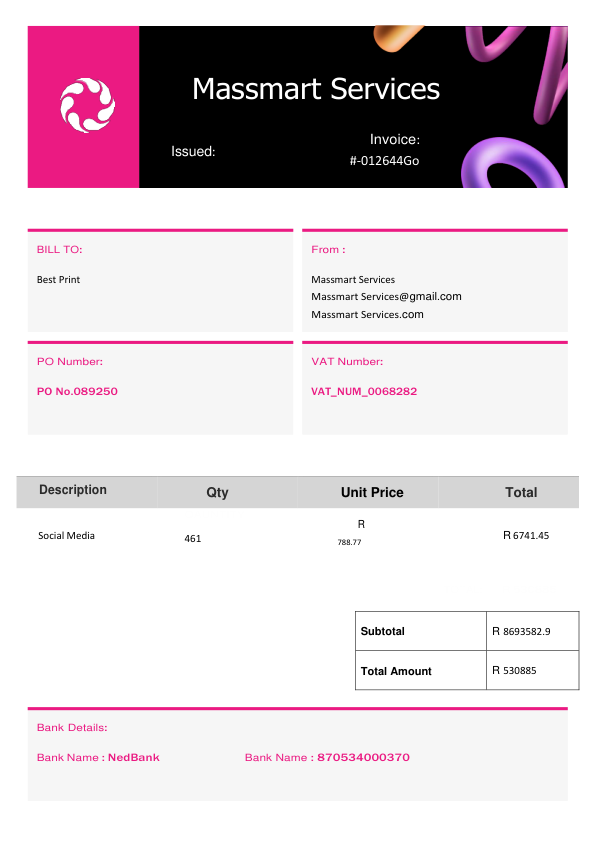 Massmart Services
Issued:
Invoice:
#-012644Go
BILL TO:
Best Print
From :
Massmart Services
Massmart Services@gmail.com
Massmart Services.com
PO Number:
PO No.089250
VAT Number:
VAT_NUM_0068282
Description Qty Unit Price Total
Social Media 461 R 788.77 R 6741.45
Subtotal R 8693582.9
Total Amount R 530885
Bank Details:
Bank Name : NedBank Bank Name : 870534000370